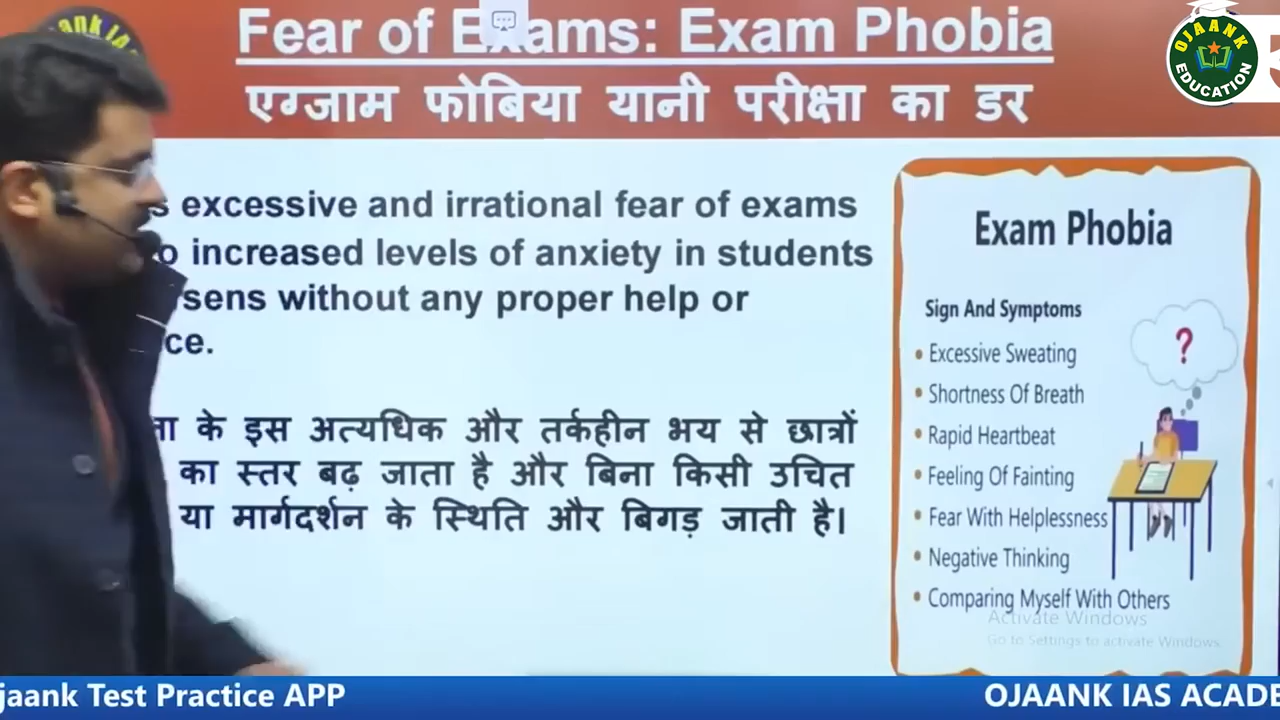 Fear of Exams: Exam Phobia
एग्जाम फोबिया यानी परीक्षा का डर
OJAANK
EDUCATION
excessive and irrational fear of exams
increased levels of anxiety in students
without any proper help or
के इस अत्यधिक और तर्कहीन भय से छात्रों
का स्तर बढ़ जाता है और बिना किसी उचित
या मार्गदर्शन के स्थिति और बिगड़ जाती है।
Exam Phobia
Sign And Symptoms
• Excessive Sweating
• Shortness Of Breath
• Rapid Heartbeat
• Feeling Of Fainting
• Fear With Helplessness
• Negative Thinking
• Comparing Myself With Others
?
Activate Windows
Go to Settings to activate Windows.
jaank Test Practice APP
OJAANK IAS ACADE